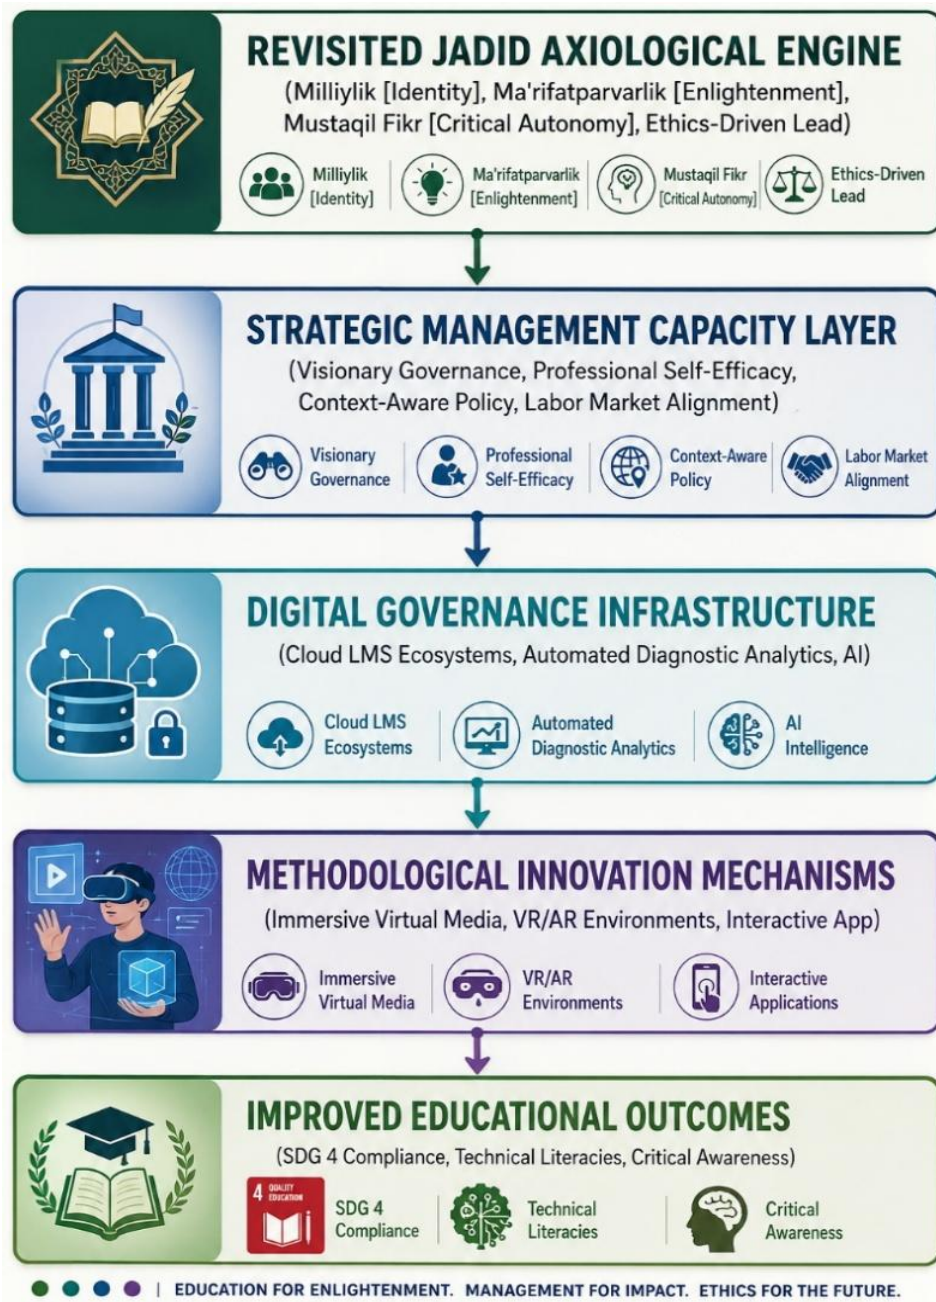 REVISITED JADID AXIOLOGICAL ENGINE
(Milliylik [Identity], Ma'rifatparvarlik [Enlightenment],
Mustaqil Fikr [Critical Autonomy], Ethics-Driven Lead)
Milliylik
[Identity]
Ma'rifatparvarlik
[Enlightenment]
Mustaqil Fikr
[Critical Autonomy]
Ethics-Driven
Lead
STRATEGIC MANAGEMENT CAPACITY LAYER
(Visionary Governance, Professional Self-Efficacy,
Context-Aware Policy, Labor Market Alignment)
Visionary
Governance
Professional
Self-Efficacy
Context-Aware
Policy
Labor Market
Alignment
DIGITAL GOVERNANCE INFRASTRUCTURE
(Cloud LMS Ecosystems, Automated Diagnostic Analytics, AI)
Cloud LMS
Ecosystems
Automated
Diagnostic Analytics
AI
Intelligence
METHODOLOGICAL INNOVATION MECHANISMS
(Immersive Virtual Media, VR/AR Environments, Interactive App)
Immersive
Virtual Media
VR/AR
Environments
Interactive
Applications
IMPROVED EDUCATIONAL OUTCOMES
(SDG 4 Compliance, Technical Literacies, Critical Awareness)
4 QUALITY
EDUCATION
SDG 4
Compliance
Technical
Literacies
Critical
Awareness
| EDUCATION FOR ENLIGHTENMENT. MANAGEMENT FOR IMPACT. ETHICS FOR THE FUTURE.